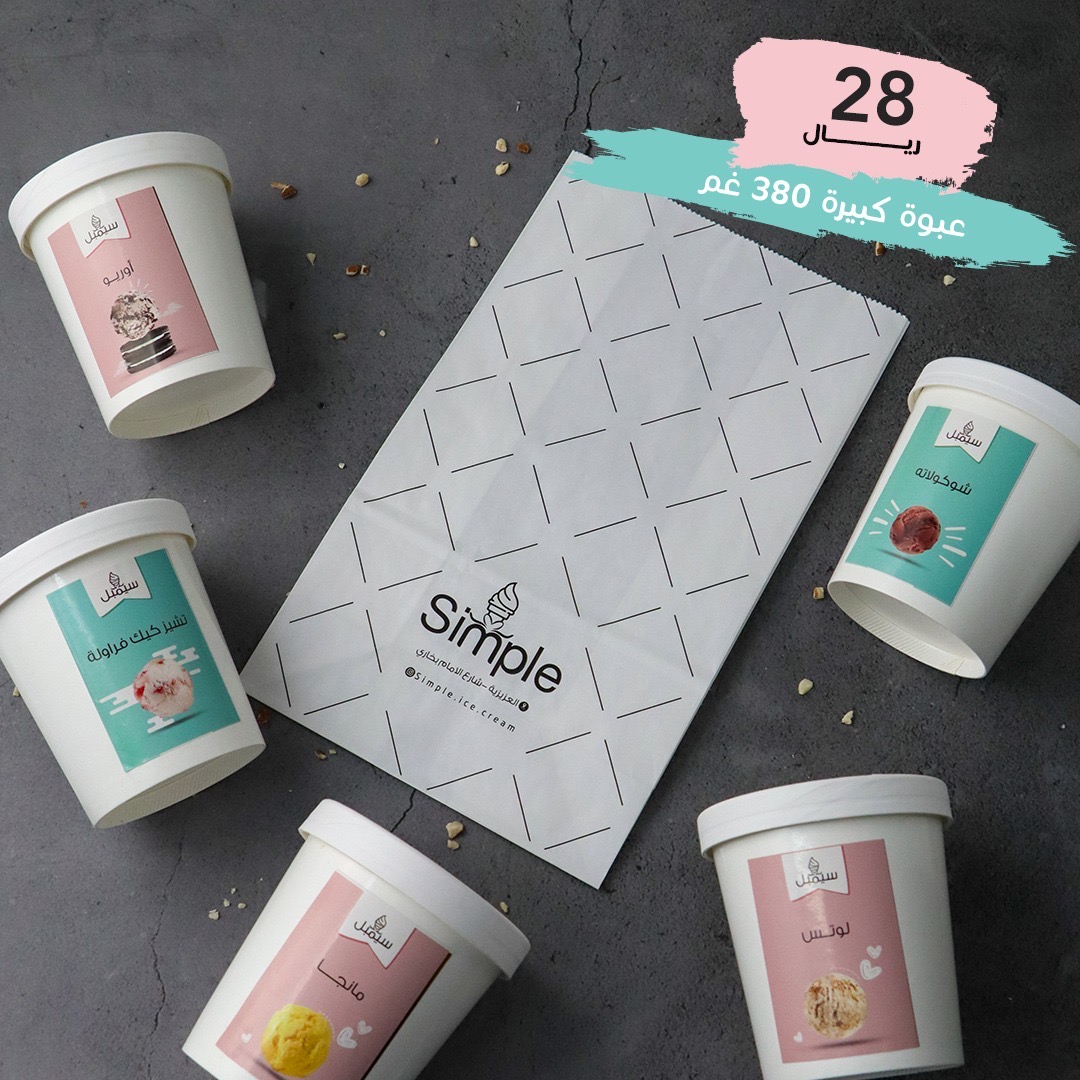 28
ريـــال
عبوة كبيرة 380 غم
سيمبل
أوريو
سيمبل
شوكولاته
سيمبل
تشيز كيك فراولة
Simple
العزيزية - شارع الامام بخاري
@Simple.ice.cream
سيمبل
مانجا
سيمبل
لوتس